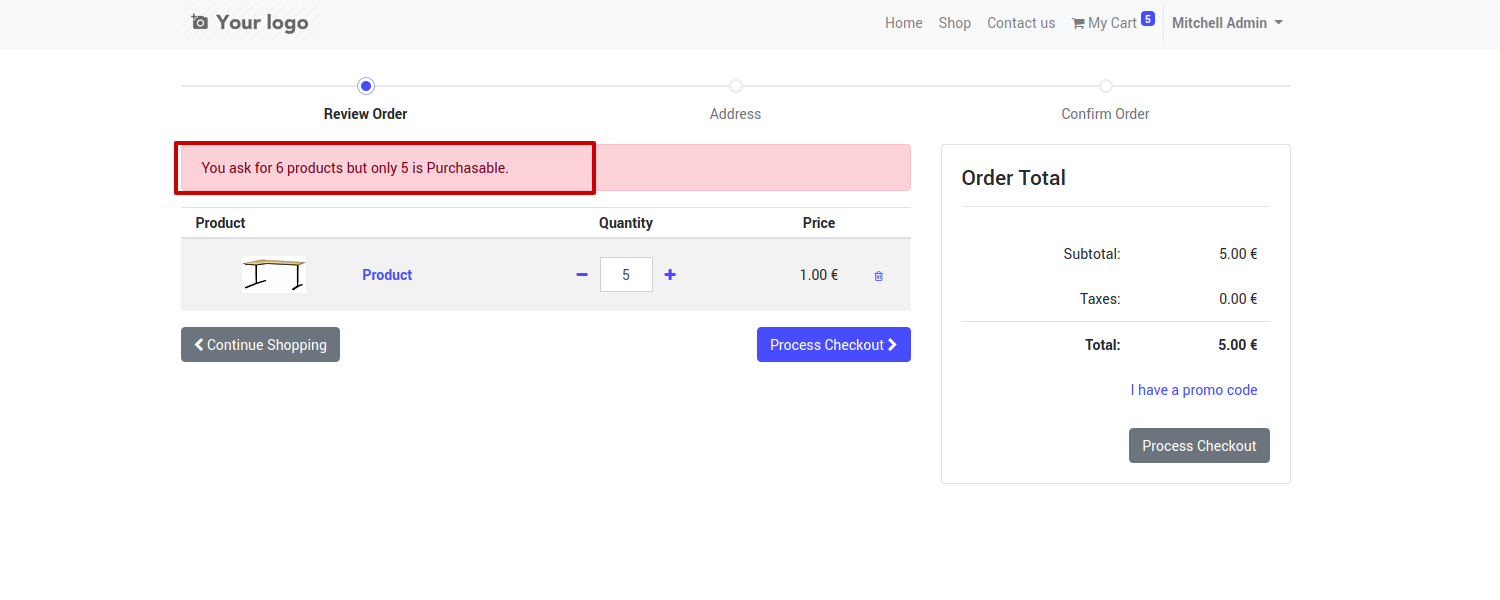 Your logo
Home Shop Contact us My Cart 5 Mitchell Admin
Review Order Address Confirm Order
You ask for 6 products but only 5 is Purchasable.
Product Quantity Price
Product 5 1.00 €
Continue Shopping Process Checkout
Order Total
Subtotal: 5.00 €
Taxes: 0.00 €
Total: 5.00 €
I have a promo code
Process Checkout